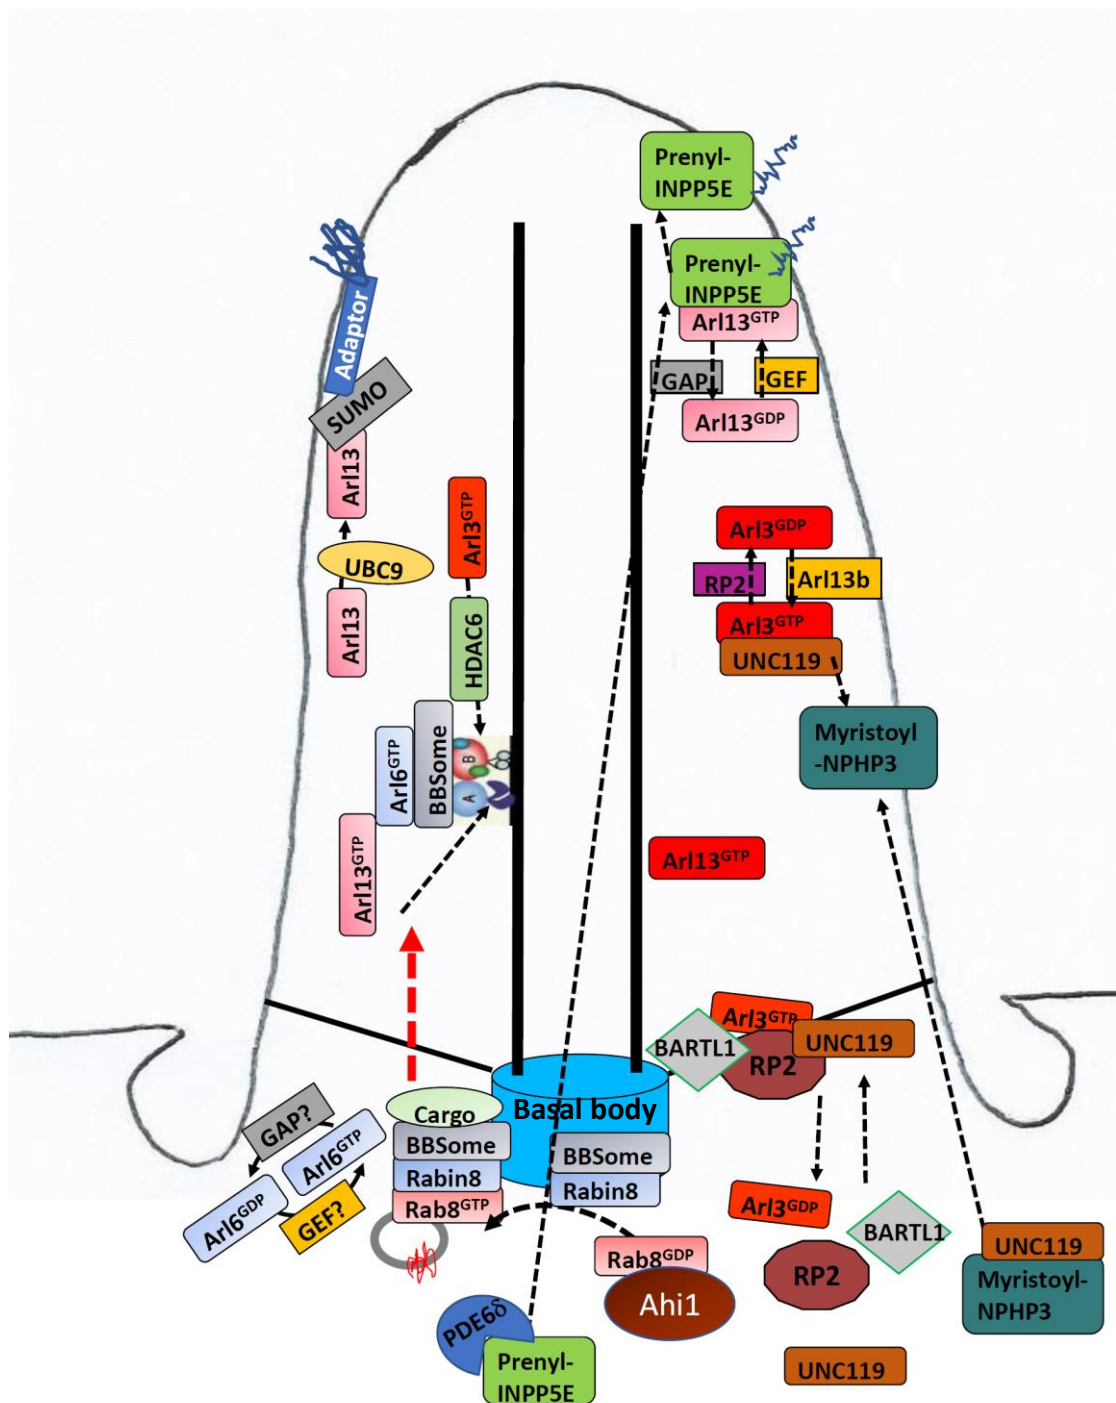 Prenyl-
INPP5E
Prenyl-
INPP5E
Arl13GTP
GAP
GEF
Arl13GDP
Adaptor
SUMO
Arl13
UBC9
Arl13
Arl3GTP
HDAC6
Arl3GDP
RP2
Arl13b
Arl3GTP
UNC119
Myristoyl
-NPHP3
Arl6GTP
BBSome
B
A
Arl13GTP
Arl13GTP
Arl3GTP
BARTL1
RP2
UNC119
Basal body
Cargo
BBSome
Rabin8
Rab8GTP
BBSome
Rabin8
GAP?
Arl6GTP
Arl6GDP
GEF?
Arl3GDP
BARTL1
RP2
UNC119
Myristoyl-
NPHP3
Rab8GDP
Ahi1
PDE6δ
Prenyl-
INPP5E
UNC119